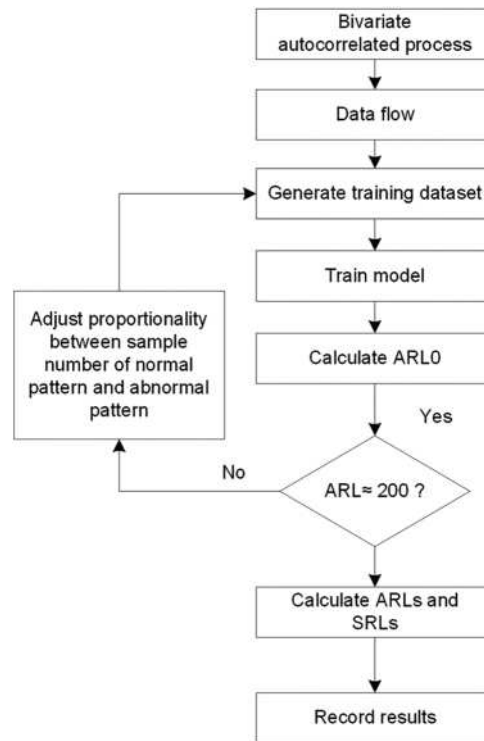 Bivariate
autocorrelated process
Data flow
Generate training dataset
Train model
Adjust proportionality
between sample
number of normal
pattern and abnormal
pattern
Calculate ARL0
Yes
No
ARL≈ 200 ?
Calculate ARLs and
SRLs
Record results